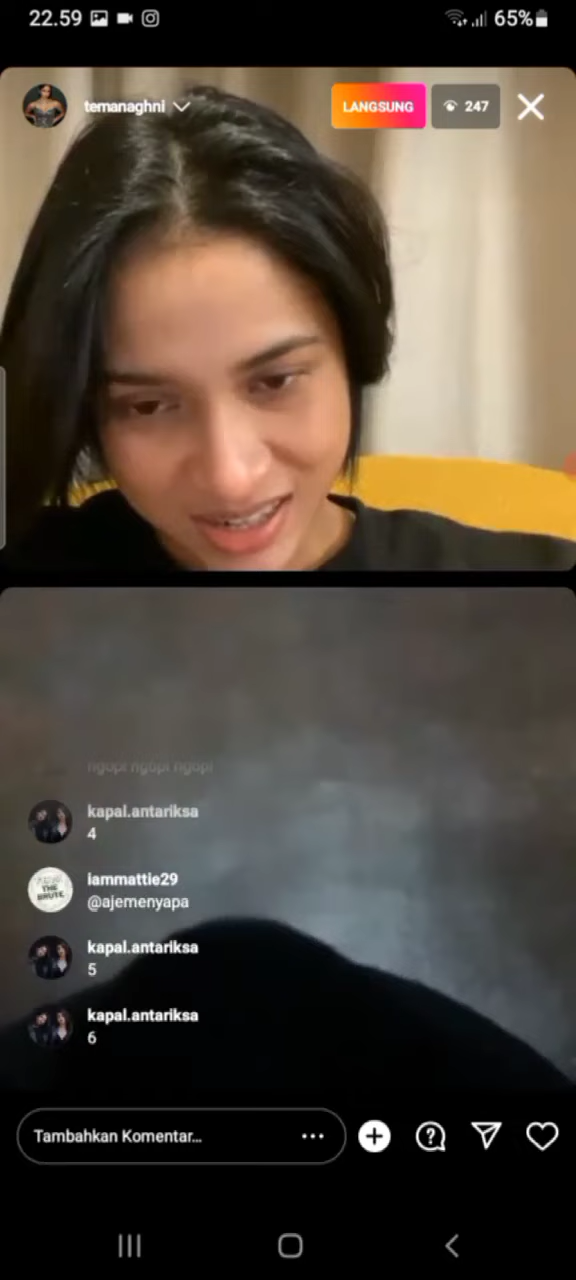 22.59 65%
temanaghni LANGSUNG 247
ngopi ngopi ngopi
kapal.antariksa
4
iammattie29
@ajemenyapa
kapal.antariksa
5
kapal.antariksa
6
Tambahkan Komentar...